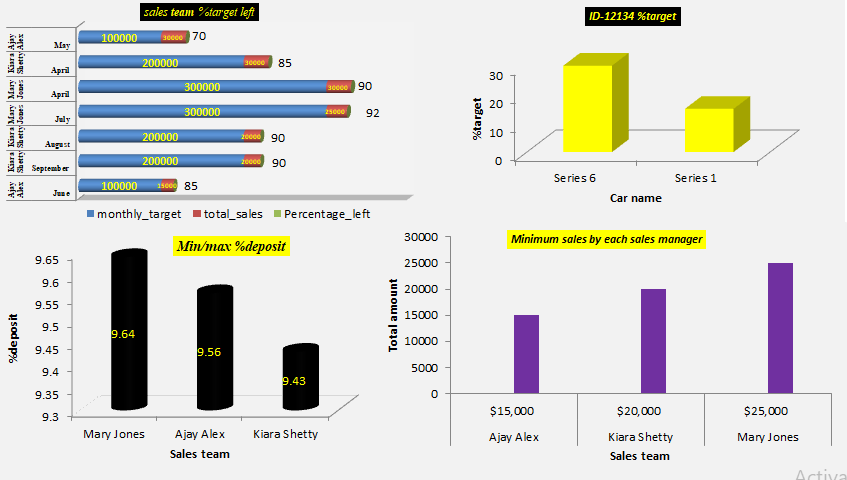 sales team %target left
Ajay Alex May 100000 30000 70
Kiara Shetty April 200000 30000 85
Mary Jones April 300000 30000 90
Mary Jones July 300000 25000 92
Kiara Shetty August 200000 20000 90
Kiara Shetty September 200000 20000 90
Ajay Alex June 100000 15000 85
monthly_target total_sales Percentage_left
ID-12134 %target
%target
30
20
10
0
Series 6 Series 1
Car name
Min/max %deposit
%deposit
9.65
9.6
9.55
9.5
9.45
9.4
9.35
9.3
9.64
9.56
9.43
Mary Jones Ajay Alex Kiara Shetty
Sales team
Minimum sales by each sales manager
Total amount
30000
25000
20000
15000
10000
5000
0
$15,000 $20,000 $25,000
Ajay Alex Kiara Shetty Mary Jones
Sales team
Activa